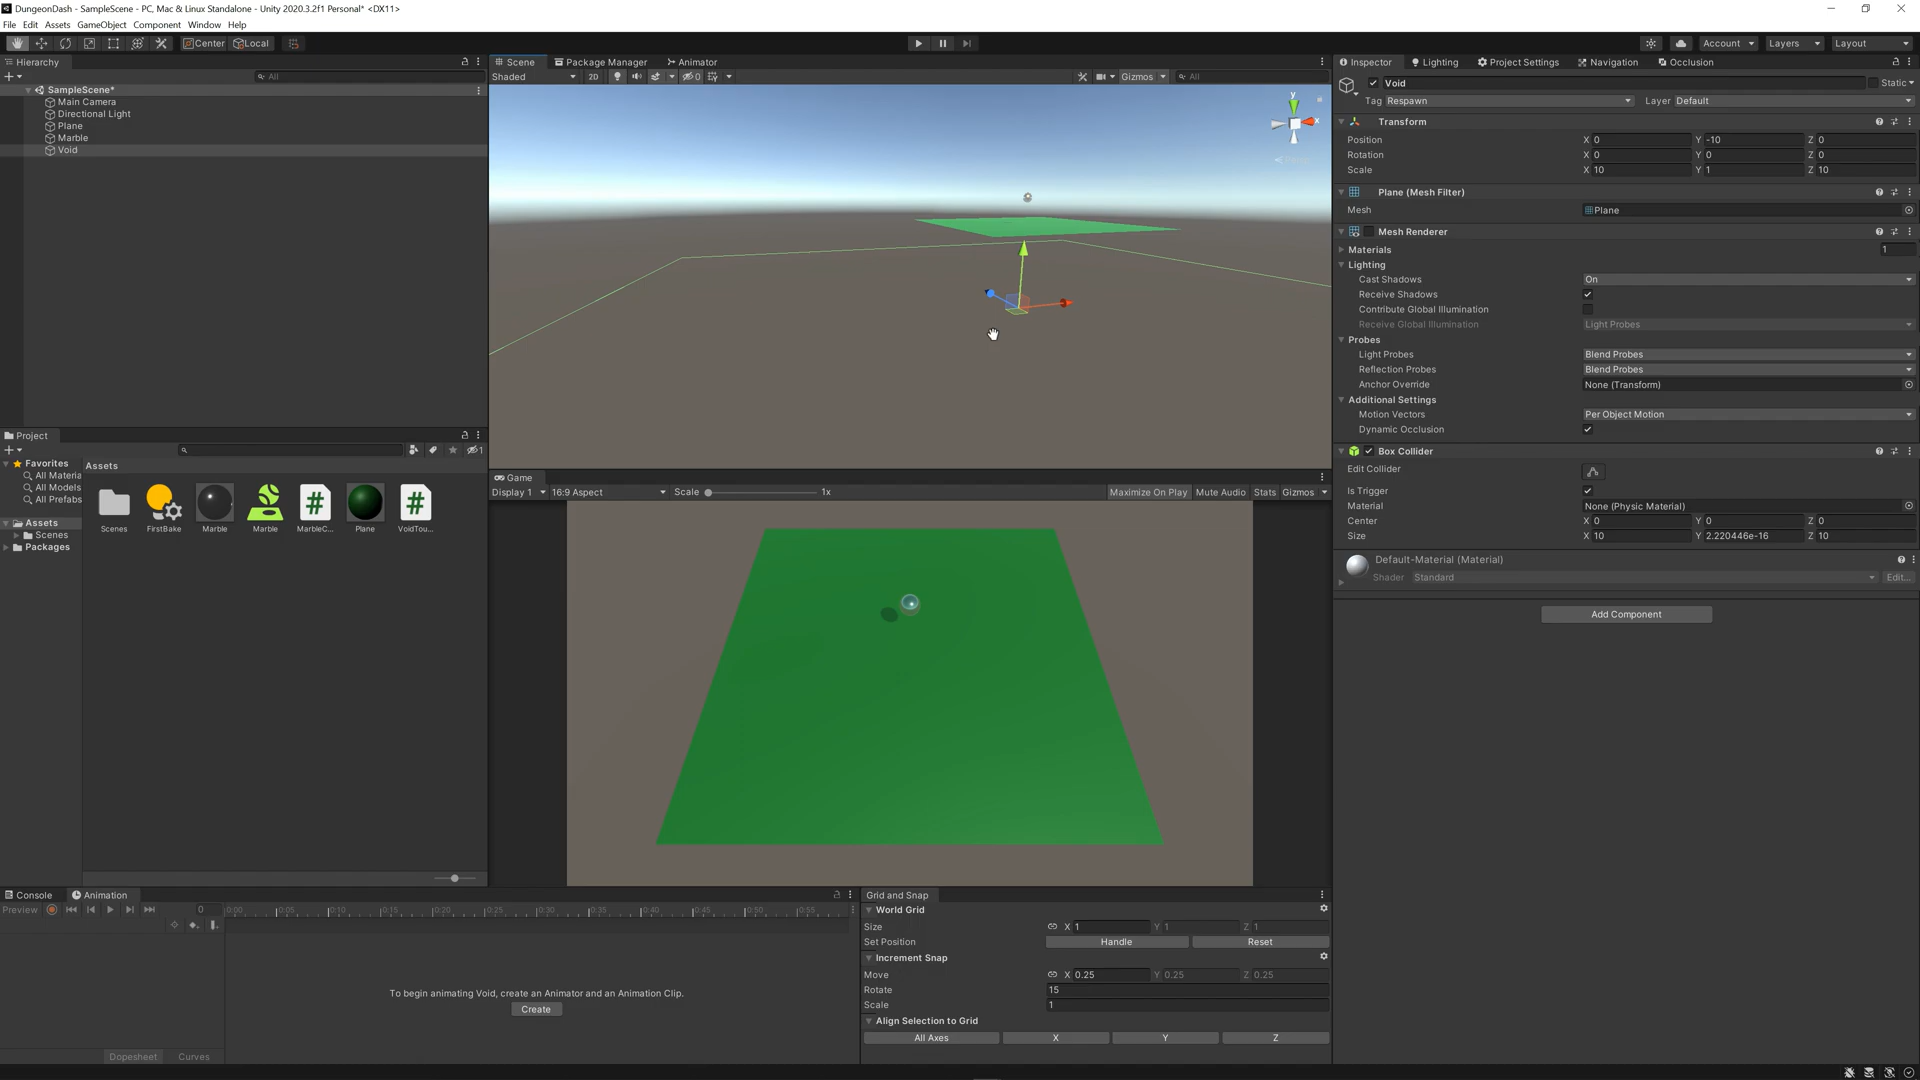 DungeonDash - SampleScene - PC, Mac & Linux Standalone - Unity 2020.3.2f1 Personal* <DX11>
File Edit Assets GameObject Component Window Help
Center Local
Account Layers Layout
Hierarchy
All
SampleScene*
Main Camera
Directional Light
Plane
Marble
Void
Scene Package Manager Animator
Shaded 2D 0 Gizmos All
y
x
Project
1
Favorites
All Materia
All Models
All Prefabs
Assets
Scenes
Packages
Assets
Scenes FirstBake Marble Marble MarbleC... Plane VoidTou...
Game
Display 1 16:9 Aspect Scale 1x Maximize On Play Mute Audio Stats Gizmos
Console Animation
Preview 0 0:00 0:05 0:10 0:15 0:20 0:25 0:30 0:35 0:40 0:45 0:50 0:55
To begin animating Void, create an Animator and an Animation Clip.
Create
Dopesheet Curves
Grid and Snap
World Grid
Size X 1 Y 1 Z 1
Set Position Handle Reset
Increment Snap
Move X 0.25 Y 0.25 Z 0.25
Rotate 15
Scale 1
Align Selection to Grid
All Axes X Y Z
Inspector Lighting Project Settings Navigation Occlusion
Void Static
Tag Respawn Layer Default
Transform
Position X 0 Y -10 Z 0
Rotation X 0 Y 0 Z 0
Scale X 10 Y 1 Z 10
Plane (Mesh Filter)
Mesh Plane
Mesh Renderer
Materials 1
Lighting
Cast Shadows On
Receive Shadows
Contribute Global Illumination
Receive Global Illumination Light Probes
Probes
Light Probes Blend Probes
Reflection Probes Blend Probes
Anchor Override None (Transform)
Additional Settings
Motion Vectors Per Object Motion
Dynamic Occlusion
Box Collider
Edit Collider
Is Trigger
Material None (Physic Material)
Center X 0 Y 0 Z 0
Size X 10 Y 2.220446e-16 Z 10
Default-Material (Material)
Shader Standard Edit...
Add Component